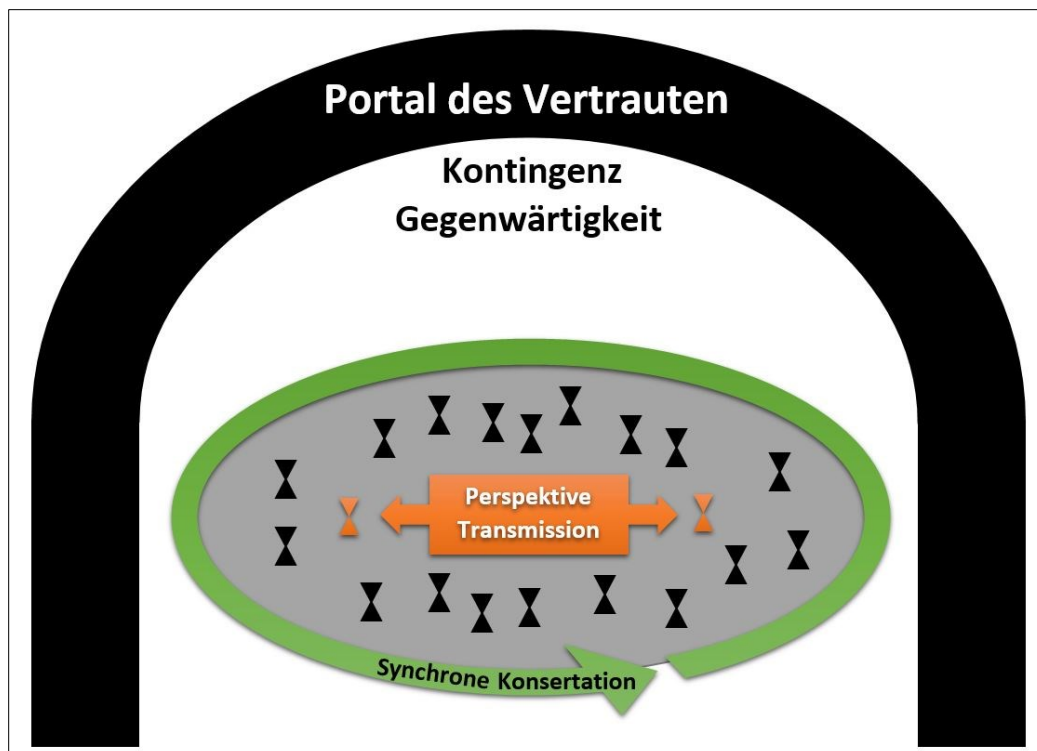 Portal des Vertrauten
Kontingenz
Gegenwärtigkeit
Perspektive
Transmission
Synchrone Konsertation